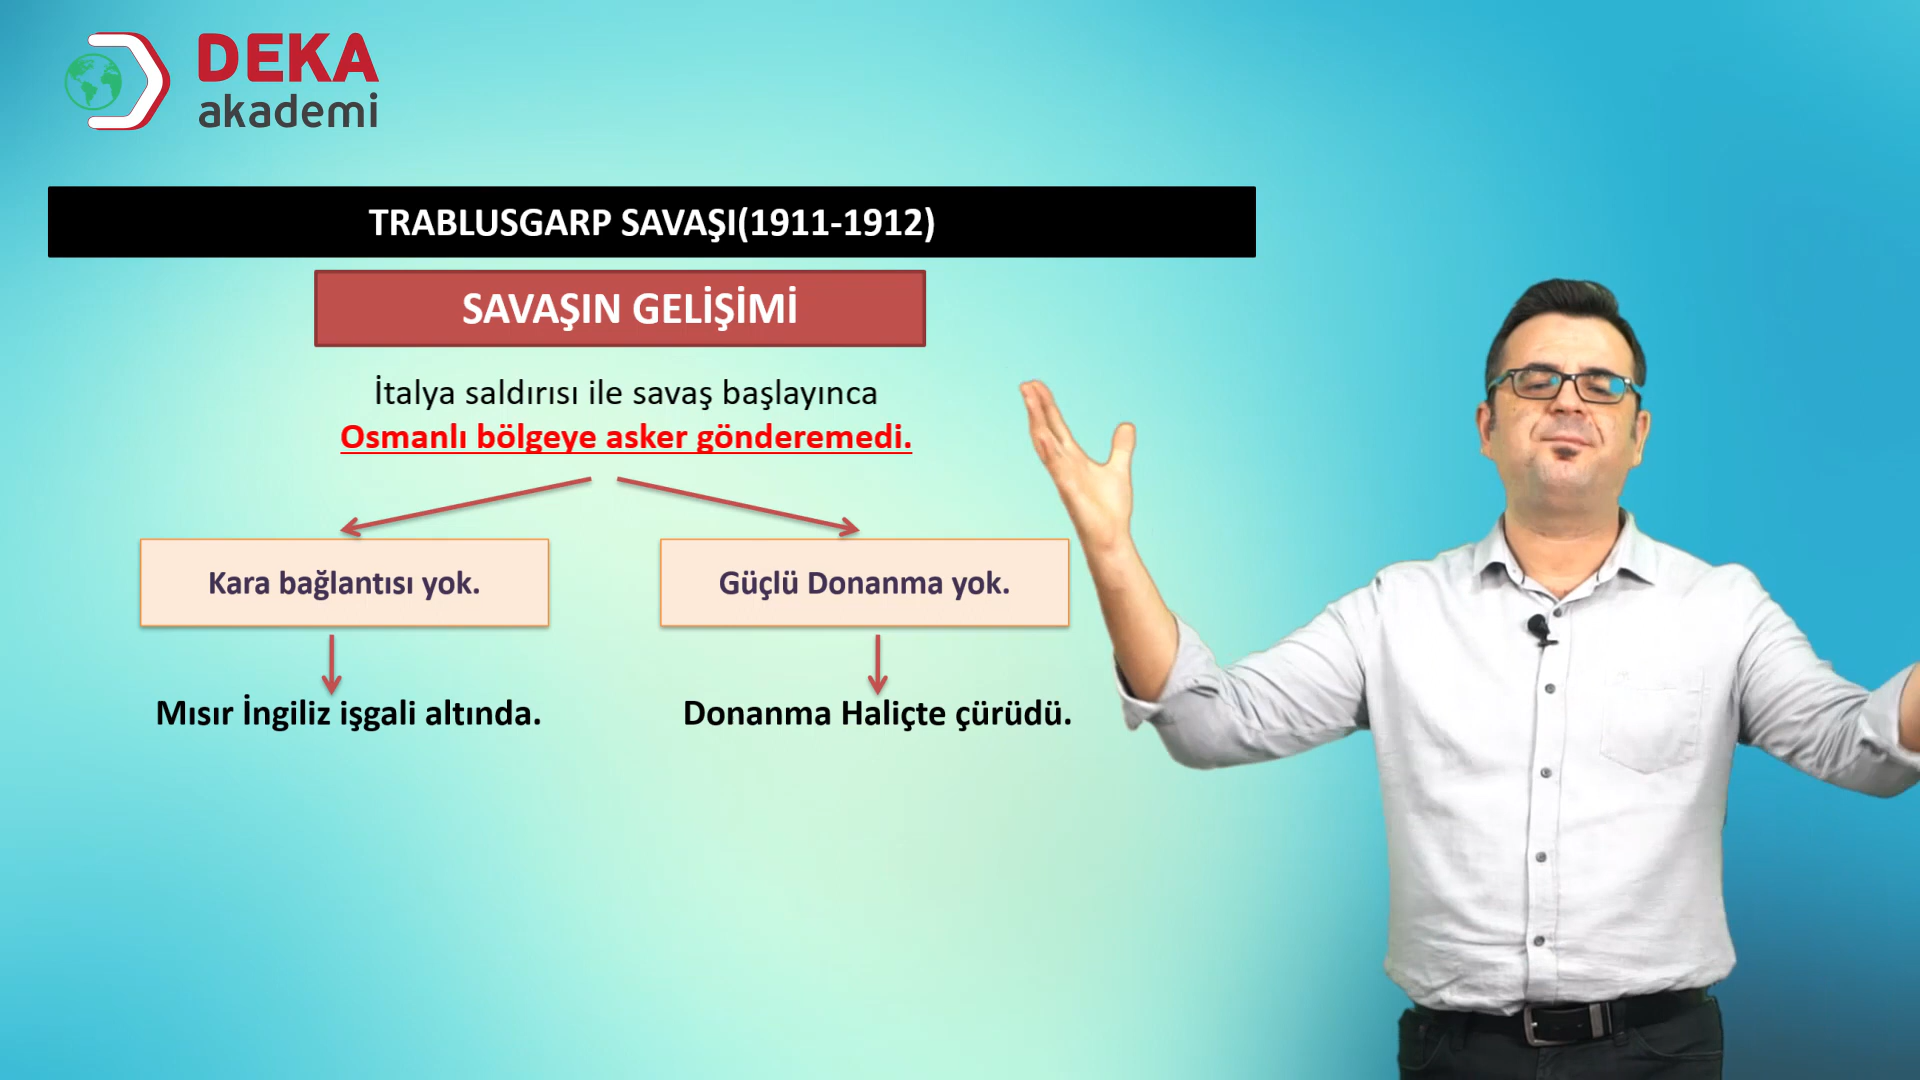 DEKA
akademi
TRABLUSGARP SAVAŞI(1911-1912)
SAVAŞIN GELİŞİMİ
İtalya saldırısı ile savaş başlayınca
Osmanlı bölgeye asker gönderemedi.
Kara bağlantısı yok.
Güçlü Donanma yok.
Mısır İngiliz işgali altında.
Donanma Haliçte çürüdü.